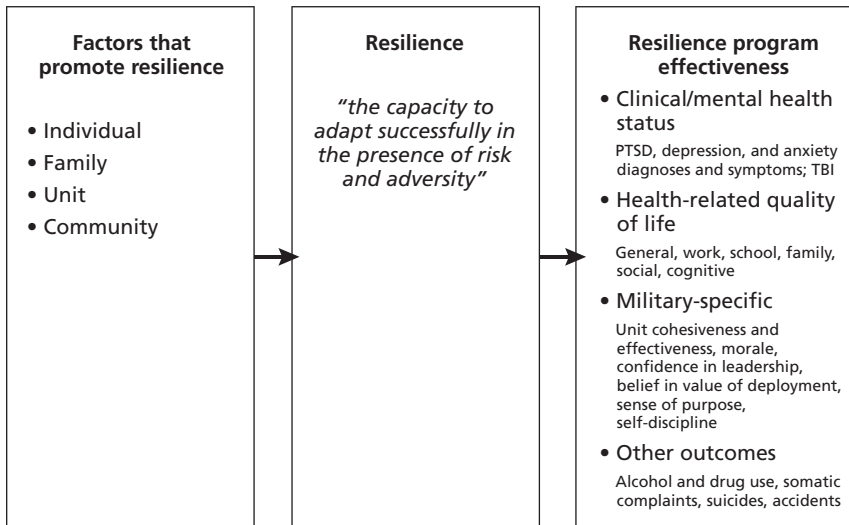 Factors that
promote resilience
• Individual
• Family
• Unit
• Community
Resilience
“the capacity to
adapt successfully in
the presence of risk
and adversity”
Resilience program
effectiveness
• Clinical/mental health
status
PTSD, depression, and anxiety
diagnoses and symptoms; TBI
• Health-related quality
of life
General, work, school, family,
social, cognitive
• Military-specific
Unit cohesiveness and
effectiveness, morale,
confidence in leadership,
belief in value of deployment,
sense of purpose,
self-discipline
• Other outcomes
Alcohol and drug use, somatic
complaints, suicides, accidents